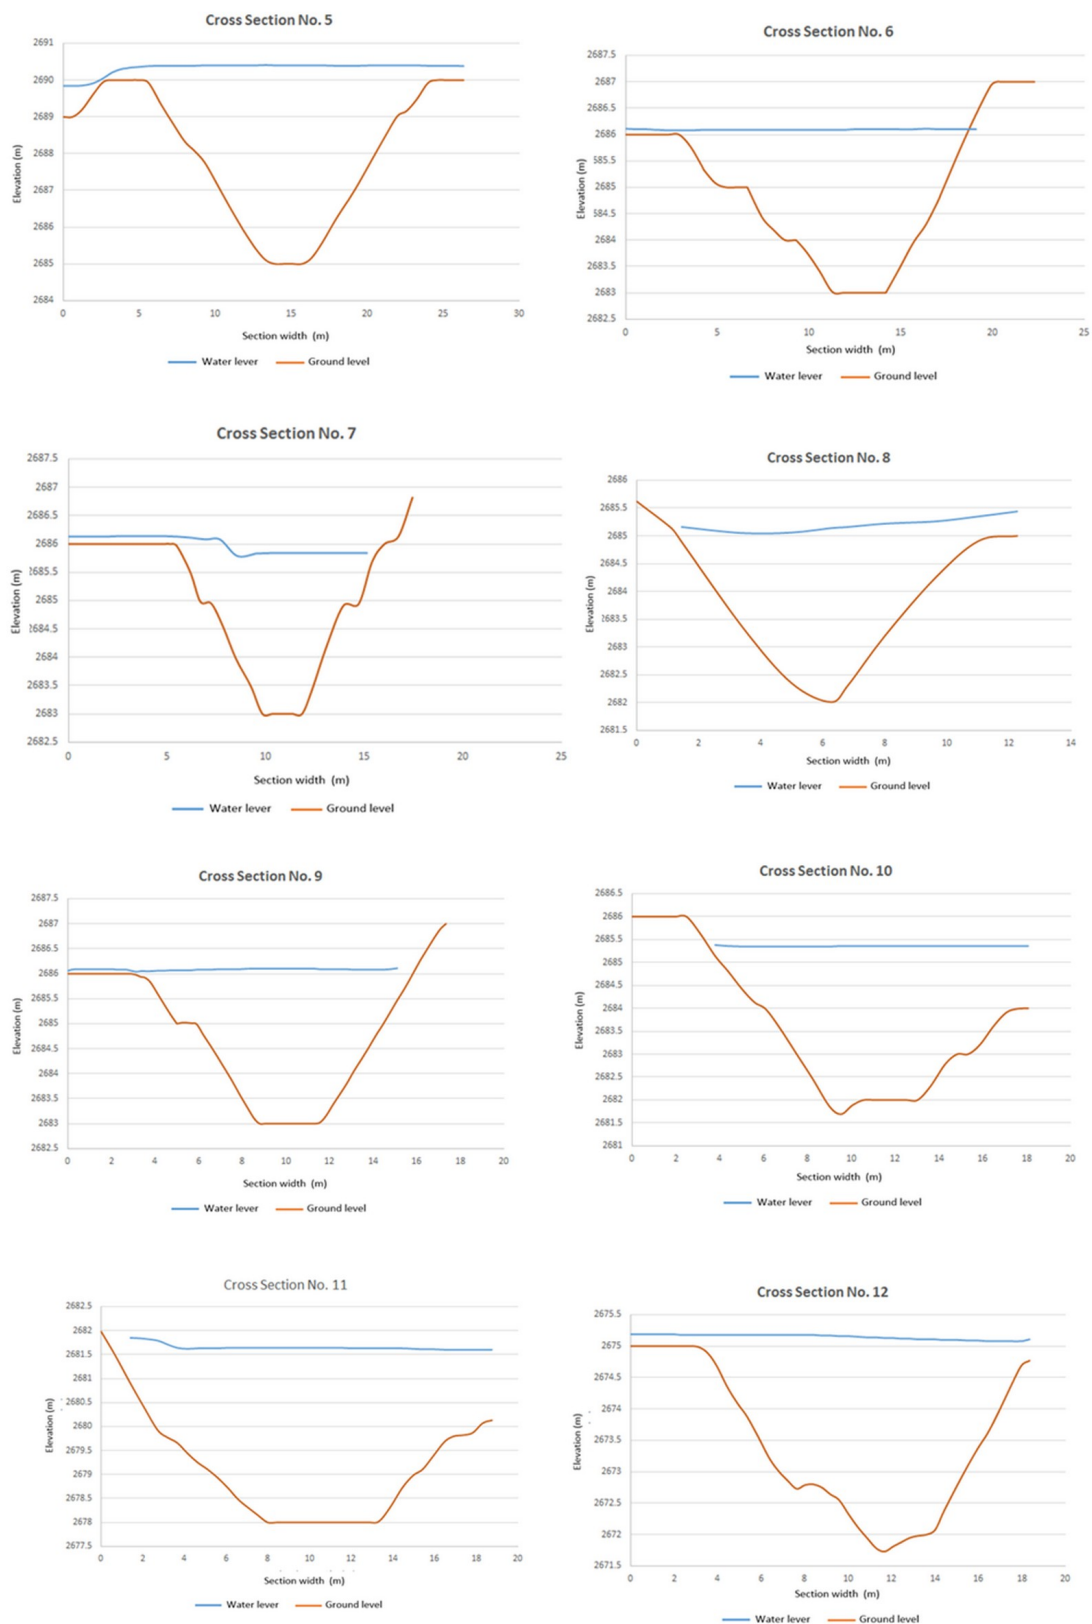 Cross Section No. 5
2691
2690
2689
2688
2687
2686
2685
2684
Elevation (m)
0 5 10 15 20 25 30
Section width (m)
Water lever Ground level
Cross Section No. 6
2687.5
2687
2686.5
2686
585.5
2685
584.5
2684
2683.5
2683
2682.5
Elevation (m)
0 5 10 15 20 25
Section width (m)
Water lever Ground level
Cross Section No. 7
2687.5
2687
2686.5
2686
!685.5
2685
!684.5
2684
2683.5
2683
2682.5
Elevation (m)
0 5 10 15 20 25
Section width (m)
Water lever Ground level
Cross Section No. 8
2686
2685.5
2685
2684.5
2684
2683.5
2683
2682.5
2682
2681.5
Elevation (m)
0 2 4 6 8 10 12 14
Section width (m)
Water lever Ground level
Cross Section No. 9
2687.5
2687
2686.5
2686
2685.5
2685
2684.5
2684
2683.5
2683
2682.5
Elevation (m)
0 2 4 6 8 10 12 14 16 18 20
Section width (m)
Water lever Ground level
Cross Section No. 10
2686.5
2686
2685.5
2685
2684.5
2684
2683.5
2683
2682.5
2682
2681.5
2681
Elevation (m)
0 2 4 6 8 10 12 14 16 18 20
Section width (m)
Water lever Ground level
Cross Section No. 11
2682.5
2682
2681.5
2681
2680.5
2680
2679.5
2679
2678.5
2678
2677.5
Elevation (m)
0 2 4 6 8 10 12 14 16 18 20
Section width (m)
Water lever Ground level
Cross Section No. 12
2675.5
2675
2674.5
2674
2673.5
2673
2672.5
2672
2671.5
Elevation (m)
0 2 4 6 8 10 12 14 16 18 20
Section width (m)
Water lever Ground level